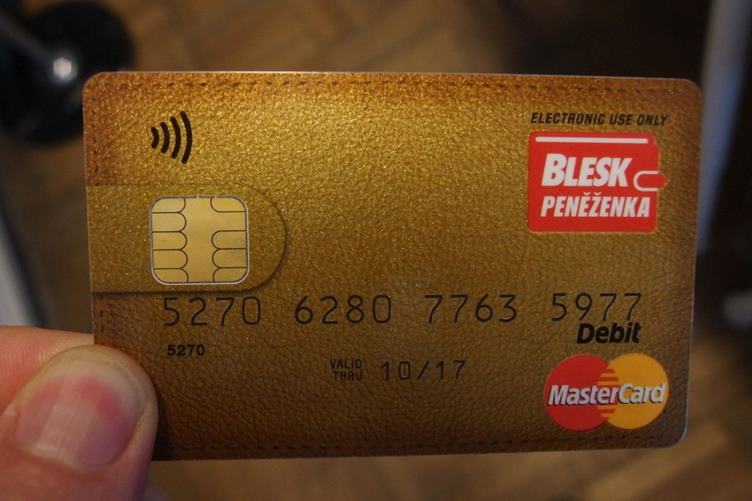 ELECTRONIC USE ONLY
BLESK
PENĚŽENKA
5270 6280 7763 5977
Debit
5270
VALID
THRU 10/17
MasterCard